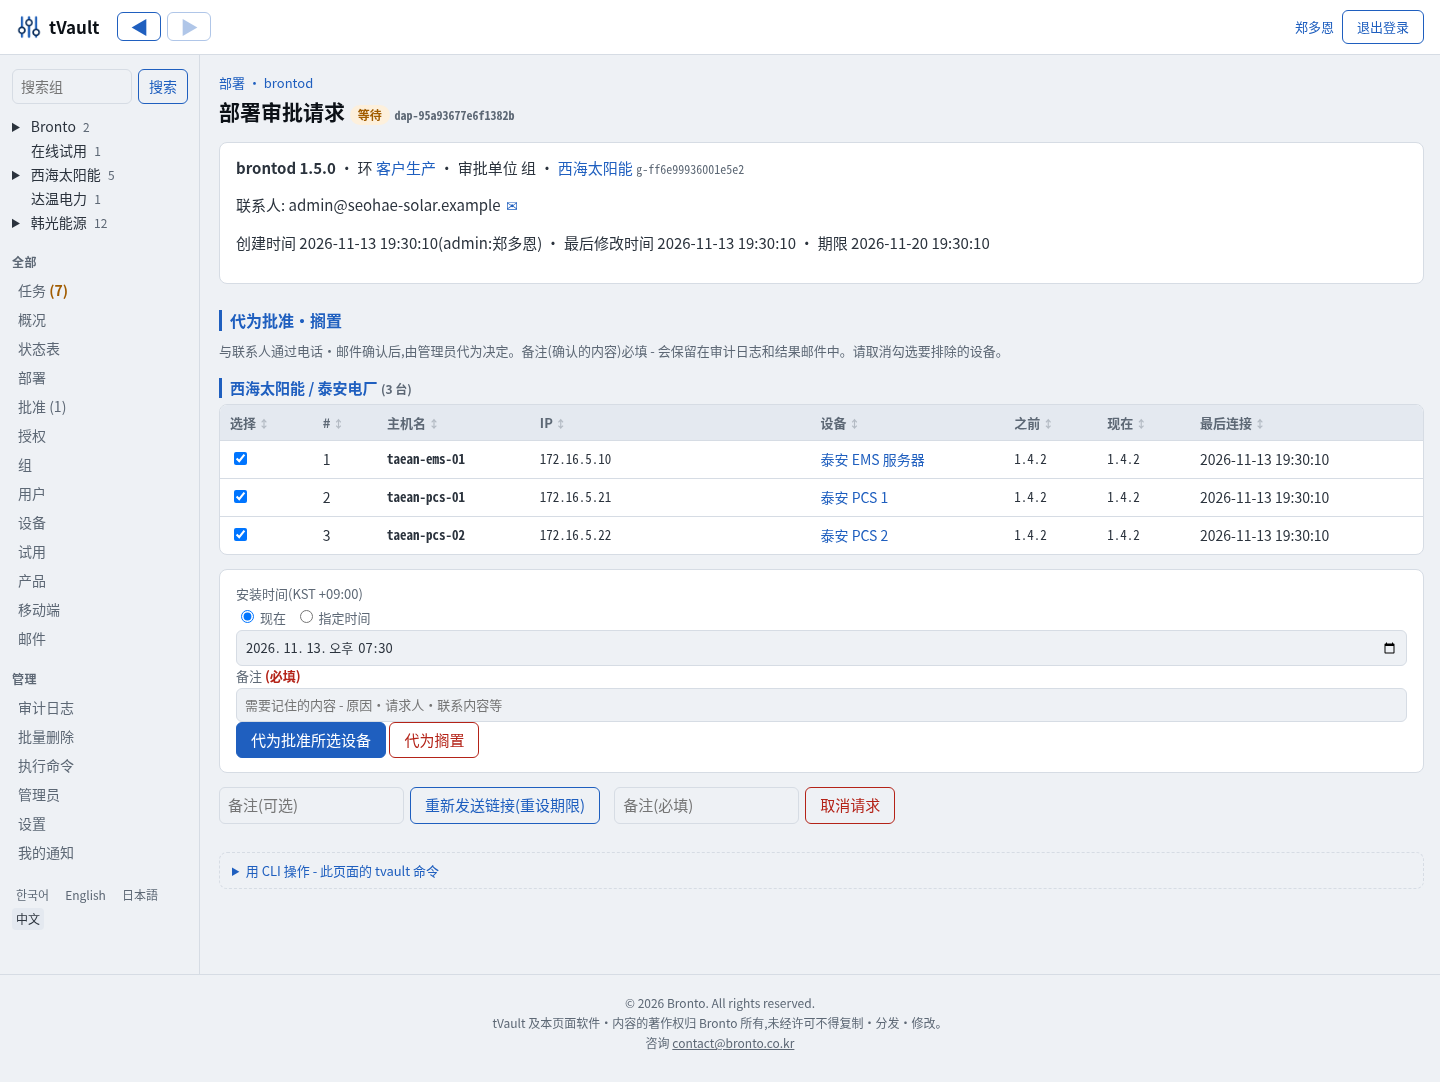 tVault ◀ ▶ 郑多恩 退出登录
搜索组 搜索
▶ Bronto 2
在线试用 1
▶ 西海太阳能 5
达温电力 1
▶ 韩光能源 12
全部
任务 (7)
概况
状态表
部署
批准 (1)
授权
组
用户
设备
试用
产品
移动端
邮件
管理
审计日志
批量删除
执行命令
管理员
设置
我的通知
한국어 English 日本語
中文
部署 · brontod
部署审批请求 等待 dap-95a93677e6f1382b
brontod 1.5.0 · 环 客户生产 · 审批单位 组 · 西海太阳能 g-ff6e99936001e5e2
联系人: admin@seohae-solar.example ✉
创建时间 2026-11-13 19:30:10(admin:郑多恩) · 最后修改时间 2026-11-13 19:30:10 · 期限 2026-11-20 19:30:10
代为批准·搁置
与联系人通过电话·邮件确认后,由管理员代为决定。备注(确认的内容)必填 - 会保留在审计日志和结果邮件中。请取消勾选要排除的设备。
西海太阳能 / 泰安电厂 (3 台)
选择 ↕ # ↕ 主机名 ↕ IP ↕ 设备 ↕ 之前 ↕ 现在 ↕ 最后连接 ↕
1 taean-ems-01 172.16.5.10 泰安 EMS 服务器 1.4.2 1.4.2 2026-11-13 19:30:10
2 taean-pcs-01 172.16.5.21 泰安 PCS 1 1.4.2 1.4.2 2026-11-13 19:30:10
3 taean-pcs-02 172.16.5.22 泰安 PCS 2 1.4.2 1.4.2 2026-11-13 19:30:10
安装时间(KST +09:00)
现在 指定时间
2026. 11. 13. 오후 07:30
备注 (必填)
需要记住的内容 - 原因·请求人·联系内容等
代为批准所选设备 代为搁置
备注(可选) 重新发送链接(重设期限) 备注(必填) 取消请求
▶ 用 CLI 操作 - 此页面的 tvault 命令
© 2026 Bronto. All rights reserved.
tVault 及本页面软件·内容的著作权归 Bronto 所有,未经许可不得复制·分发·修改。
咨询 contact@bronto.co.kr